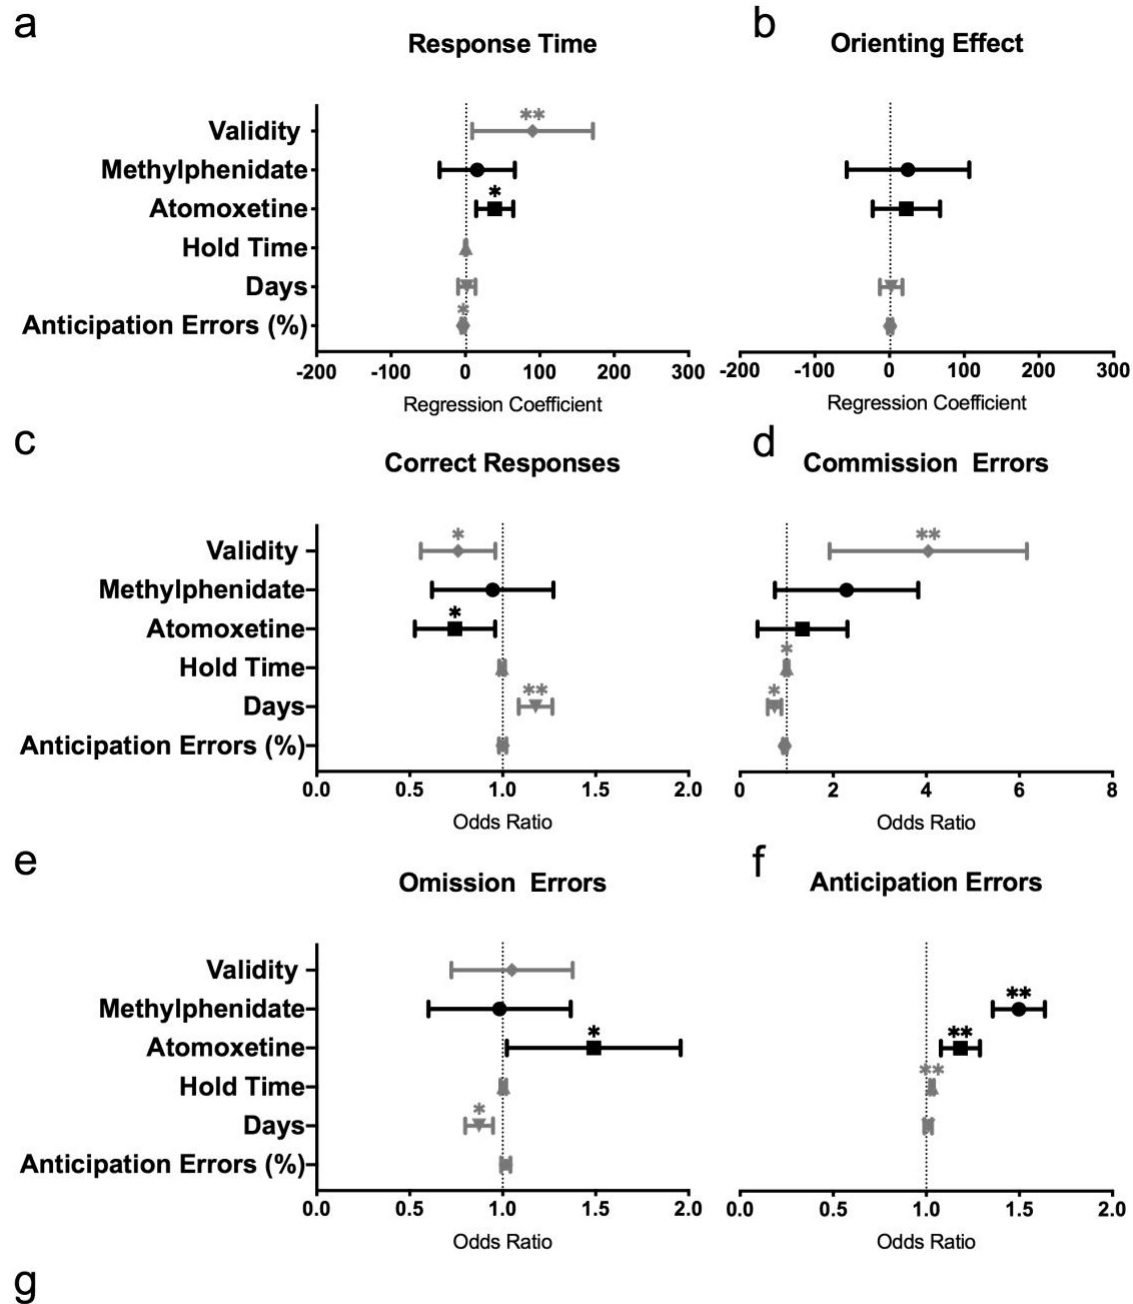 a
b
Response Time
Orienting Effect
**
Validity
Methylphenidate
*
Atomoxetine
Hold Time
Days
*
Anticipation Errors (%)
-200 -100 0 100 200 300
-200 -100 0 100 200 300
Regression Coefficient
Regression Coefficient
c
d
Correct Responses
Commission Errors
*
**
Validity
Methylphenidate
*
Atomoxetine
*
Hold Time
**
*
Days
Anticipation Errors (%)
0.0 0.5 1.0 1.5 2.0
0 2 4 6 8
Odds Ratio
Odds Ratio
e
f
Omission Errors
Anticipation Errors
Validity
**
Methylphenidate
*
**
Atomoxetine
**
Hold Time
*
Days
Anticipation Errors (%)
0.0 0.5 1.0 1.5 2.0
0.0 0.5 1.0 1.5 2.0
Odds Ratio
Odds Ratio
g